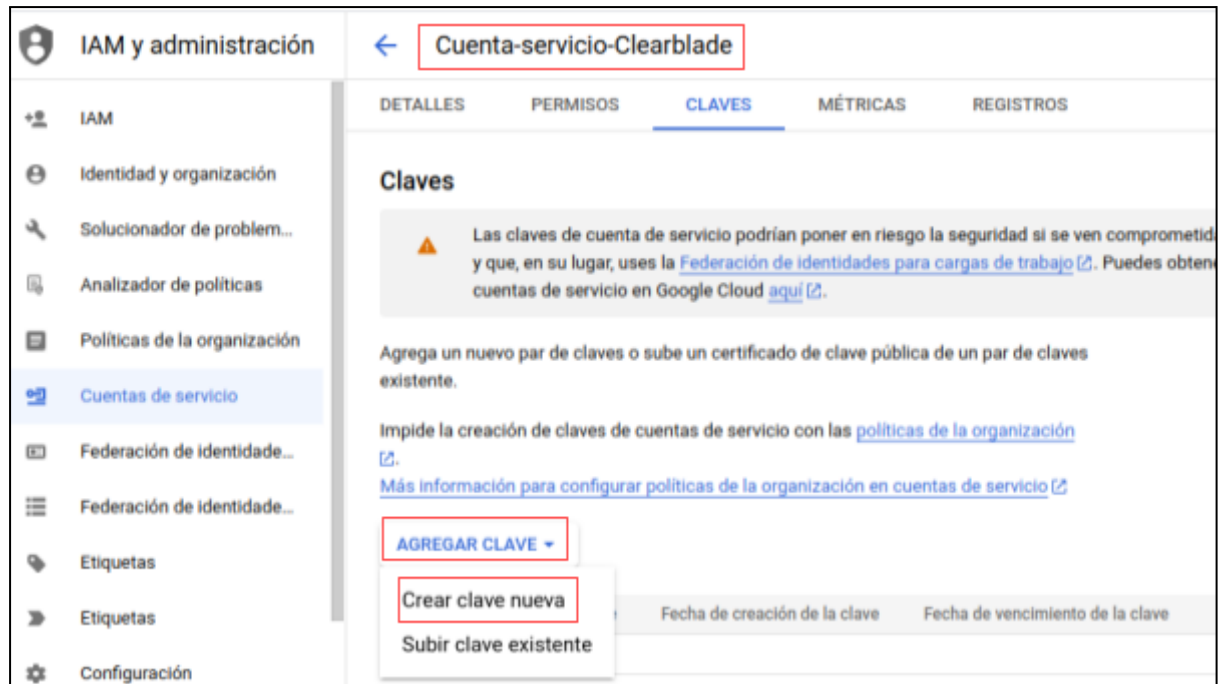 IAM y administración
Cuenta-servicio-Clearblade
IAM
Identidad y organización
Solucionador de problem...
Analizador de políticas
Políticas de la organización
Cuentas de servicio
Federación de identidade...
Federación de identidade...
Etiquetas
Etiquetas
Configuración
DETALLES PERMISOS CLAVES MÉTRICAS REGISTROS
Claves
Las claves de cuenta de servicio podrían poner en riesgo la seguridad si se ven comprometid
y que, en su lugar, uses la Federación de identidades para cargas de trabajo. Puedes obten
cuentas de servicio en Google Cloud aquí.
Agrega un nuevo par de claves o sube un certificado de clave pública de un par de claves
existente.
Impide la creación de claves de cuentas de servicio con las políticas de la organización
.
Más información para configurar políticas de la organización en cuentas de servicio
AGREGAR CLAVE
Crear clave nueva
Subir clave existente
Fecha de creación de la clave Fecha de vencimiento de la clave